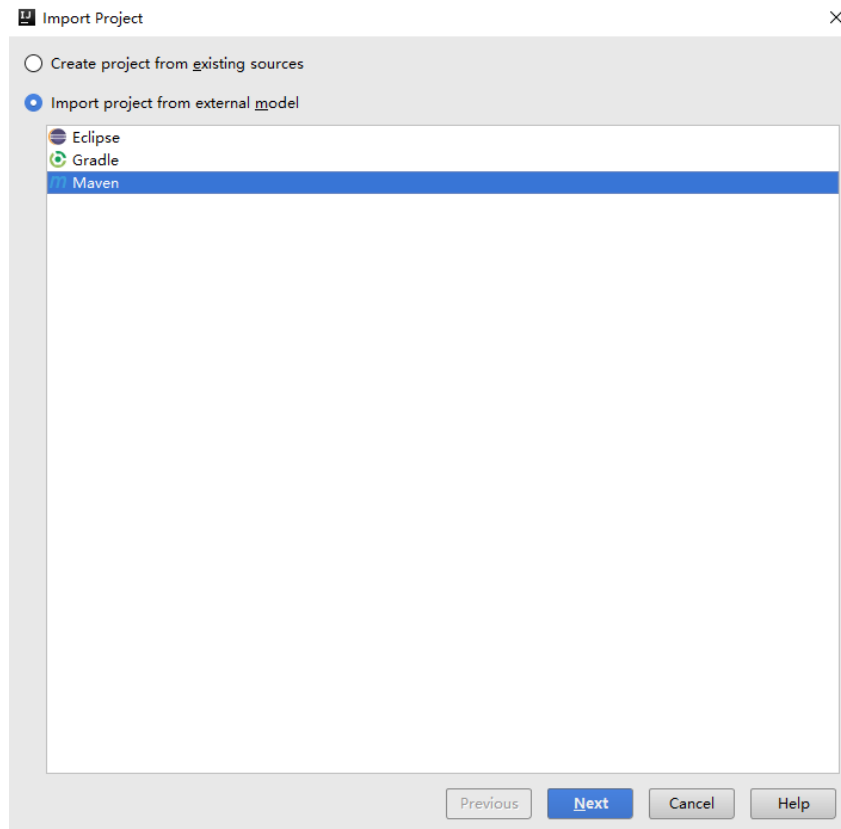 IJ Import Project
Create project from existing sources
Import project from external model
Eclipse
Gradle
m Maven
Previous Next Cancel Help